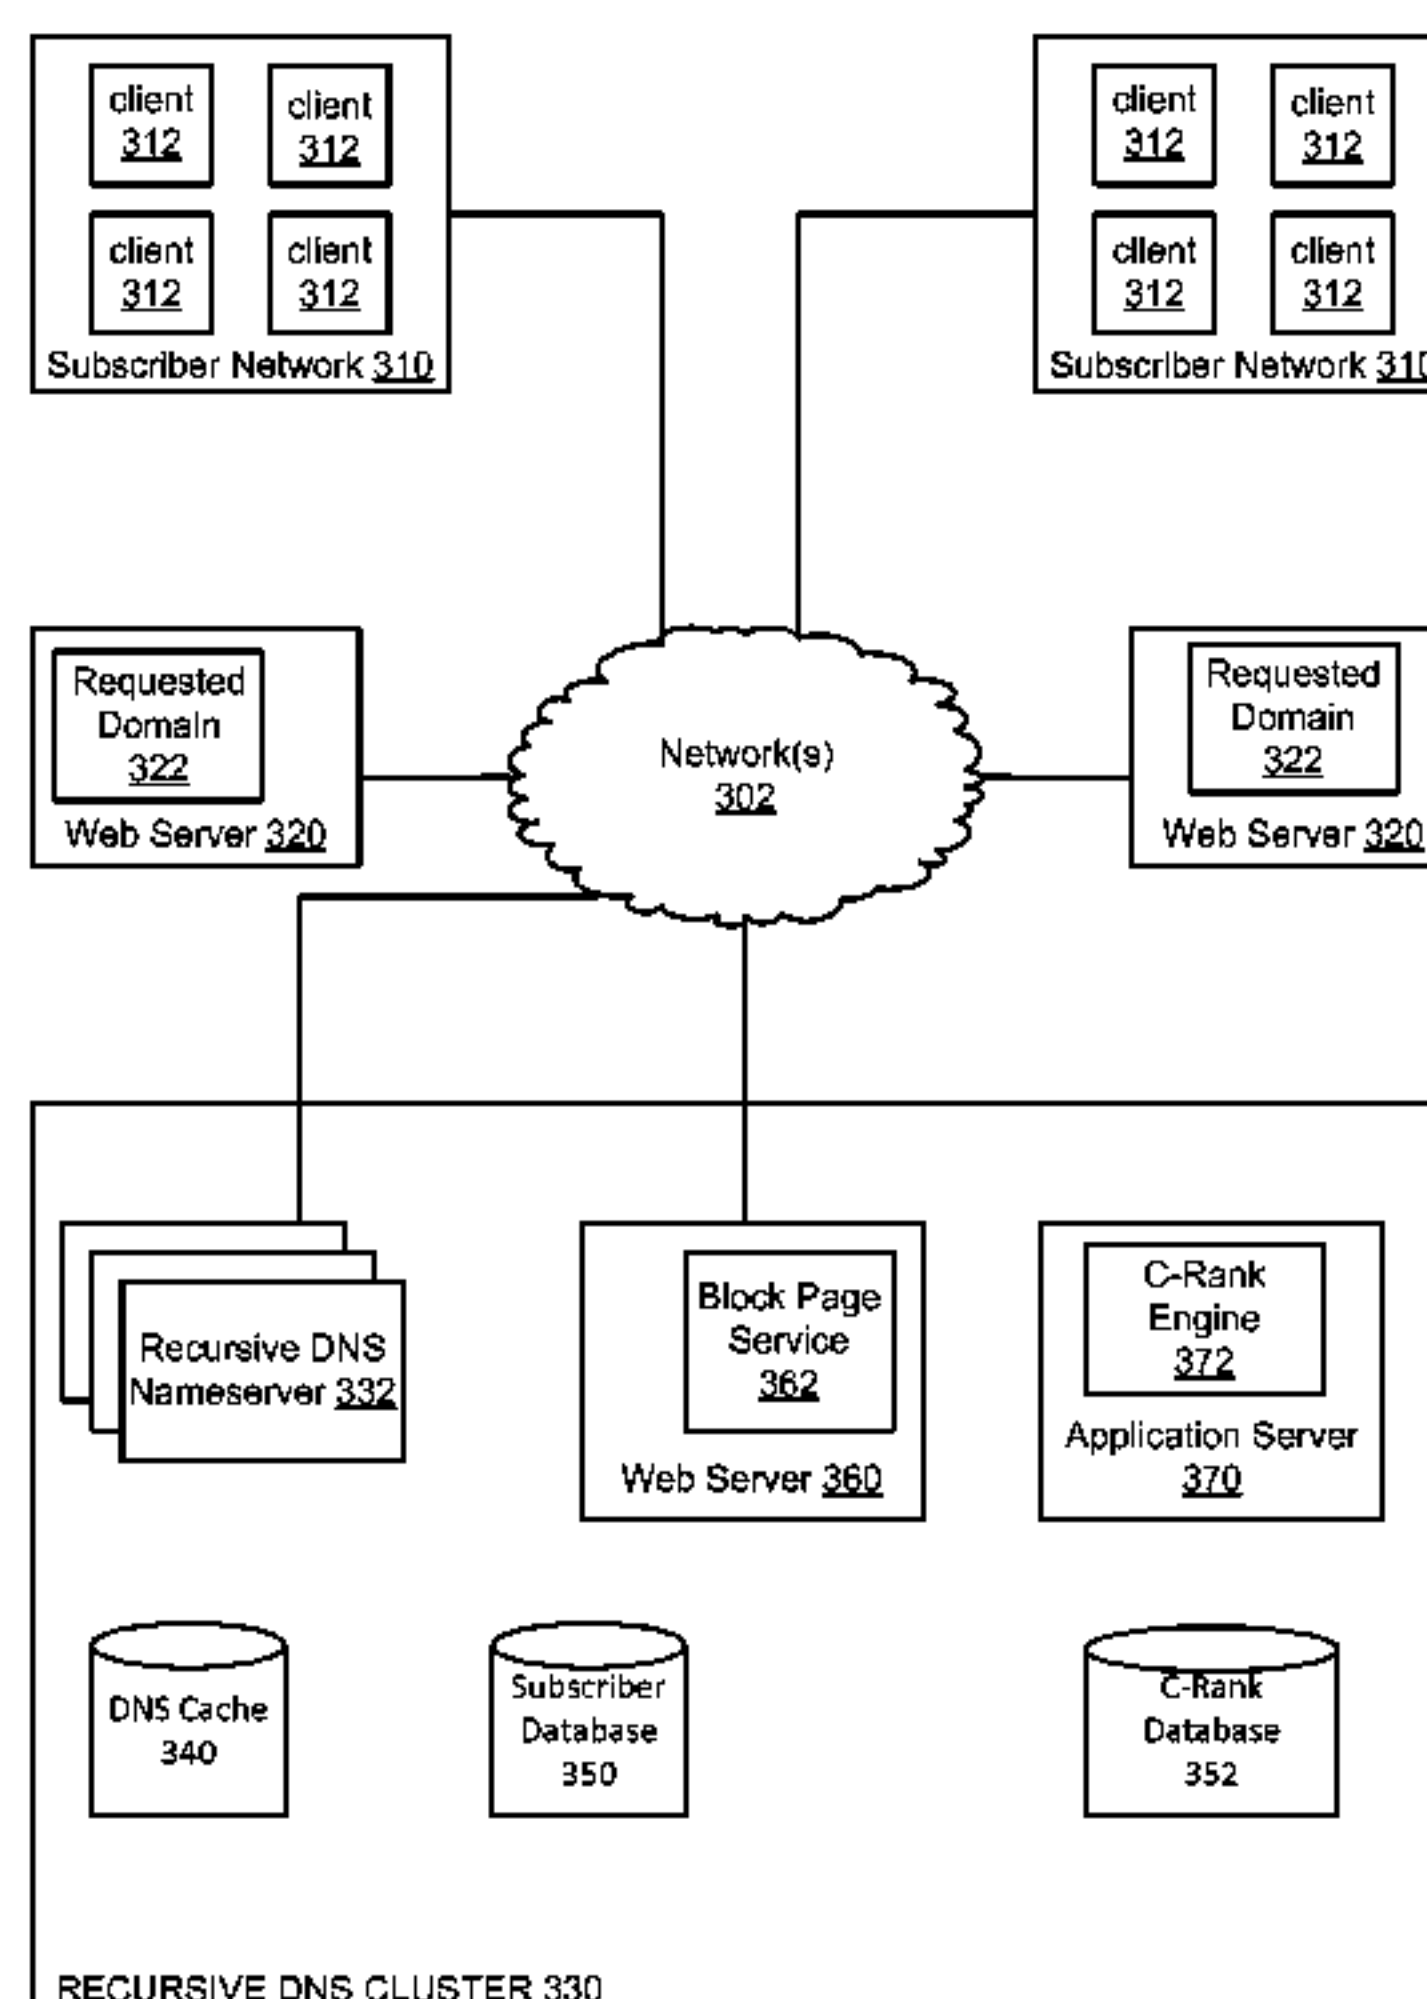 client
312
client
312
client
312
client
312
Subscriber Network 310
client
312
client
312
client
312
client
312
Subscriber Network 310
Requested
Domain
322
Web Server 320
Network(s)
302
Requested
Domain
322
Web Server 320
Recursive DNS
Nameserver 332
Block Page
Service
362
Web Server 360
C-Rank
Engine
372
Application Server
370
DNS Cache
340
Subscriber
Database
350
C-Rank
Database
352
RECURSIVE DNS CLUSTER 330